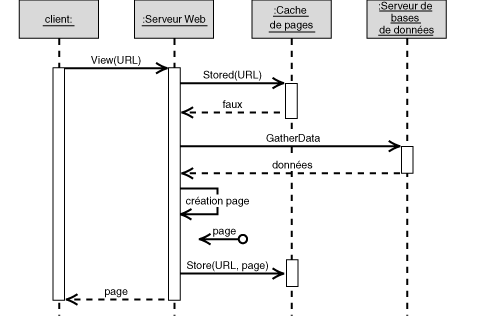 client:
:Serveur Web
:Cache
de pages
:Serveur de
bases
de données
View(URL)
Stored(URL)
faux
GatherData
données
création page
page
Store(URL, page)
page